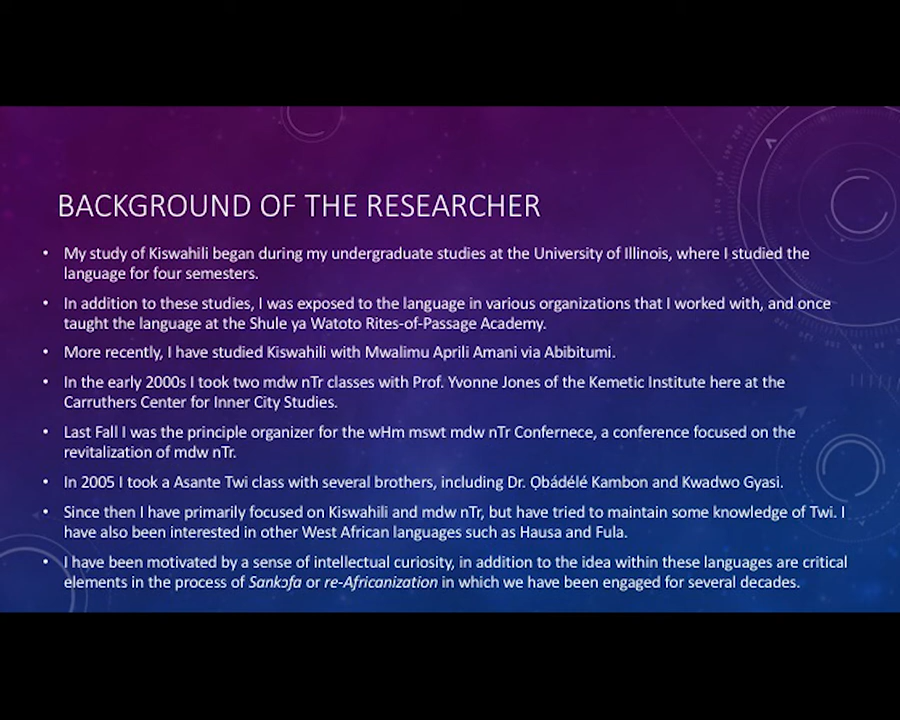 BACKGROUND OF THE RESEARCHER
• My study of Kiswahili began during my undergraduate studies at the University of Illinois, where I studied the
language for four semesters.
• In addition to these studies, I was exposed to the language in various organizations that I worked with, and once
taught the language at the Shule ya Watoto Rites-of-Passage Academy.
• More recently, I have studied Kiswahili with Mwalimu Aprili Amani via Abibitumi.
• In the early 2000s I took two mdw nTr classes with Prof. Yvonne Jones of the Kemetic Institute here at the
Carruthers Center for Inner City Studies.
• Last Fall I was the principle organizer for the wHm mswt mdw nTr Confernece, a conference focused on the
revitalization of mdw nTr.
• In 2005 I took a Asante Twi class with several brothers, including Dr. Ọbádélé Kambon and Kwadwo Gyasi.
• Since then I have primarily focused on Kiswahili and mdw nTr, but have tried to maintain some knowledge of Twi. I
have also been interested in other West African languages such as Hausa and Fula.
• I have been motivated by a sense of intellectual curiosity, in addition to the idea within these languages are critical
elements in the process of Sankɔfa or re-Africanization in which we have been engaged for several decades.